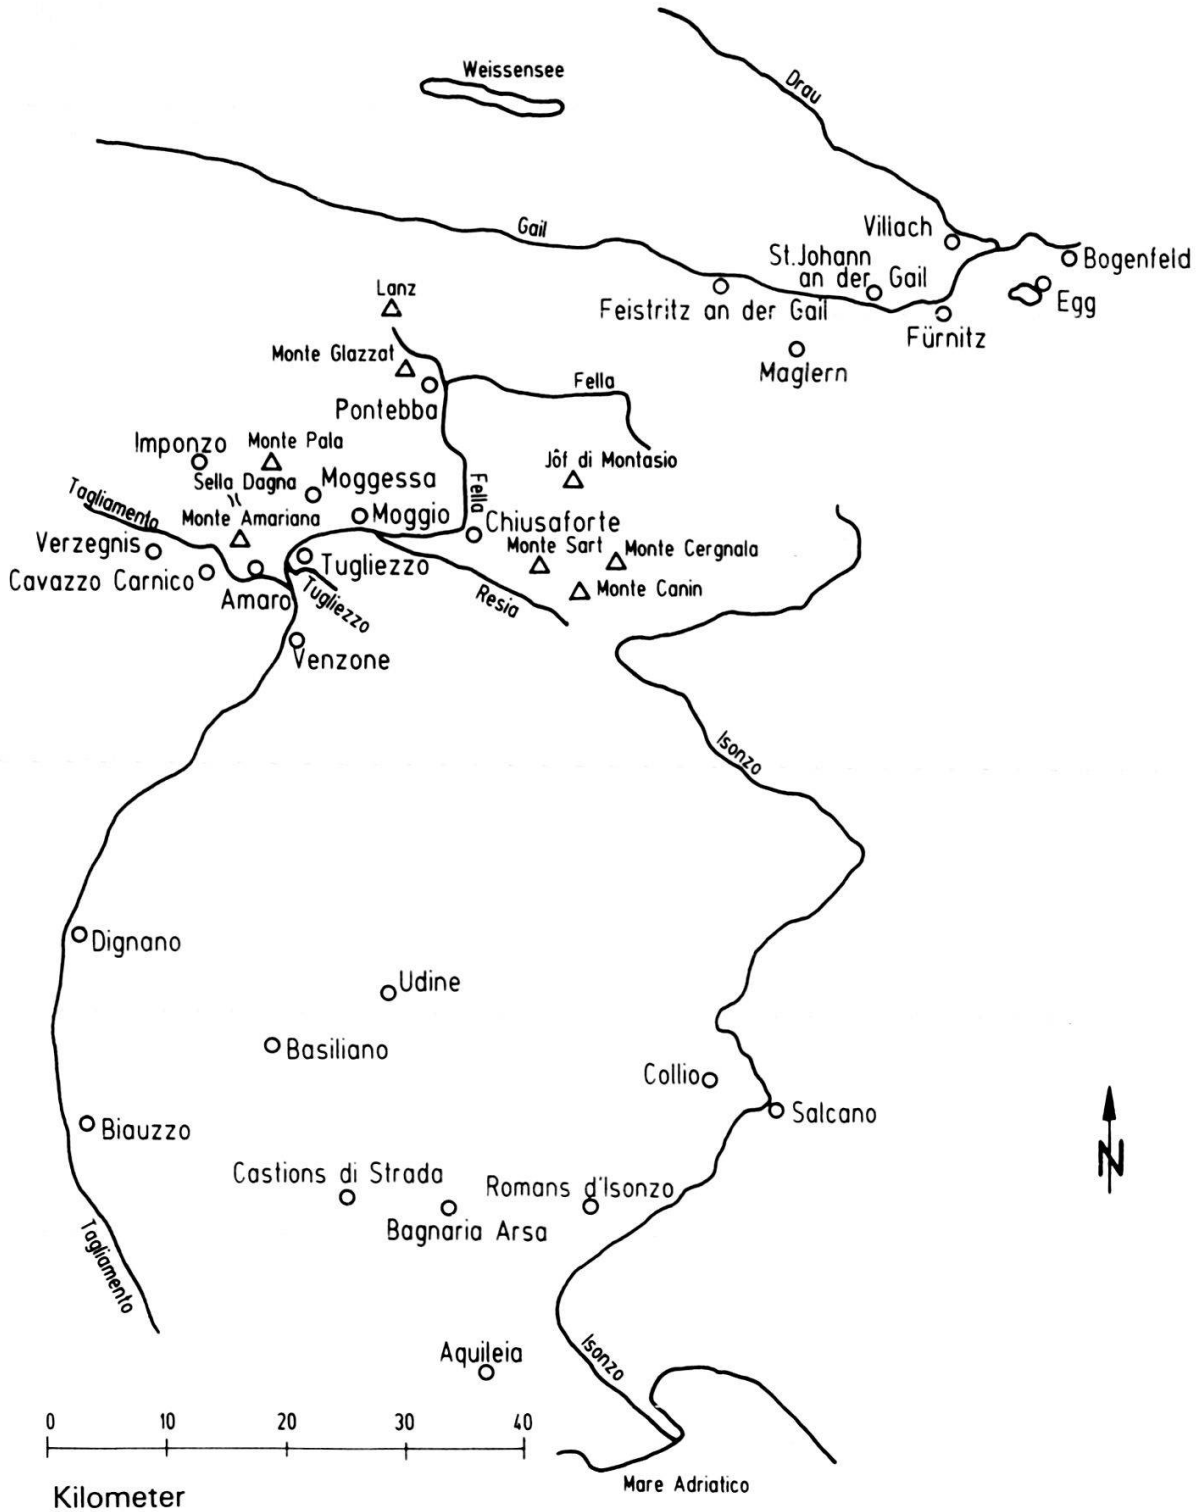 Weissensee
Drau
Gail
Villach
St.Johann
an der Gail
Bogenfeld
Egg
Feistritz an der Gail
Fürnitz
Maglern
Lanz
Monte Glazzat
Fella
Pontebba
Imponzo
Monte Pala
Jôf di Montasio
Sella Dagna
Moggessa
Fella
Tagliamento
Monte Amariana
Moggio
Chiusaforte
Verzegnis
Monte Sart
Monte Cergnala
Cavazzo Carnico
Tugliezzo
Monte Canin
Amaro
Tugliezzo
Resia
Venzone
Isonzo
Dignano
Udine
Basiliano
Collio
Salcano
Biauzzo
N
Castions di Strada
Romans d'Isonzo
Bagnaria Arsa
Tagliamento
Aquileia
Isonzo
0 10 20 30 40
Mare Adriatico
Kilometer